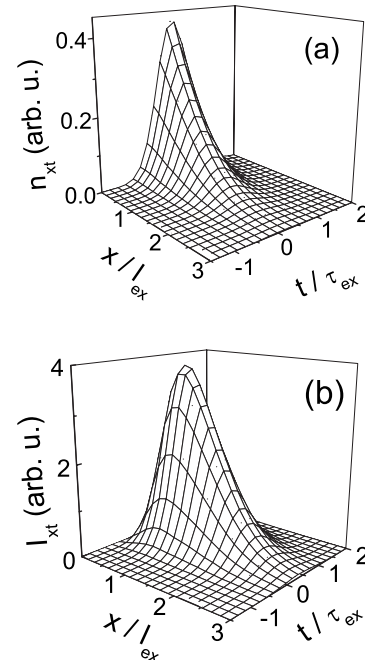 (a)
0.4
0.2
0.0
n_xt (arb. u.)
1
2
3
x / l_ex
-1
0
1
2
t / τ_ex
(b)
4
2
0
I_xt (arb. u.)
1
2
3
x / l_ex
-1
0
1
2
t / τ_ex